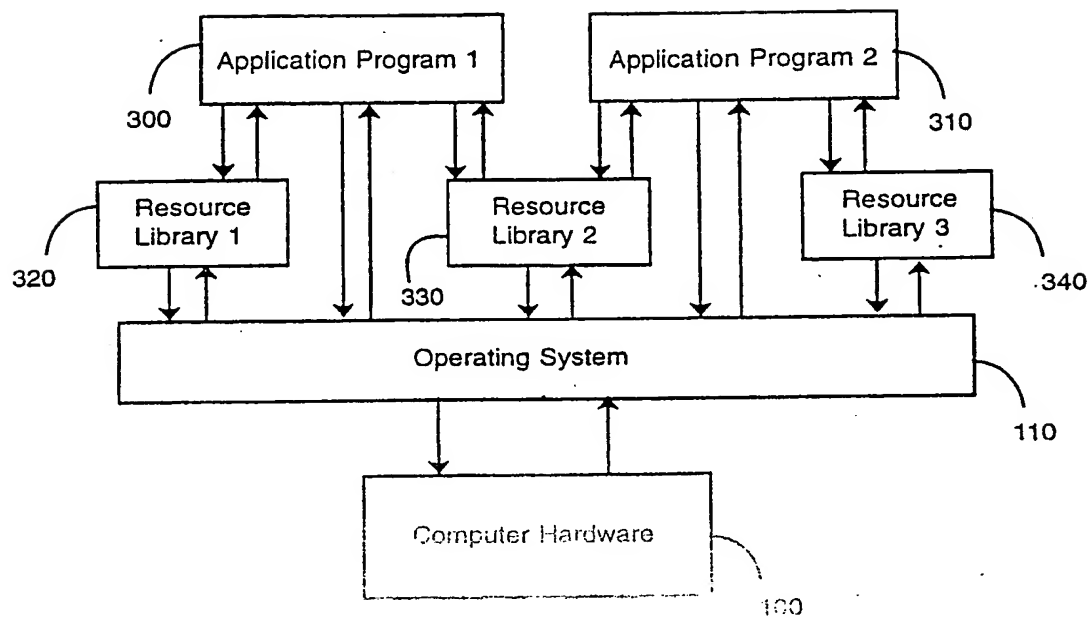 Application Program 1
Application Program 2
300
310
Resource
Library 1
Resource
Library 2
Resource
Library 3
320
330
340
Operating System
110
Computer Hardware
100